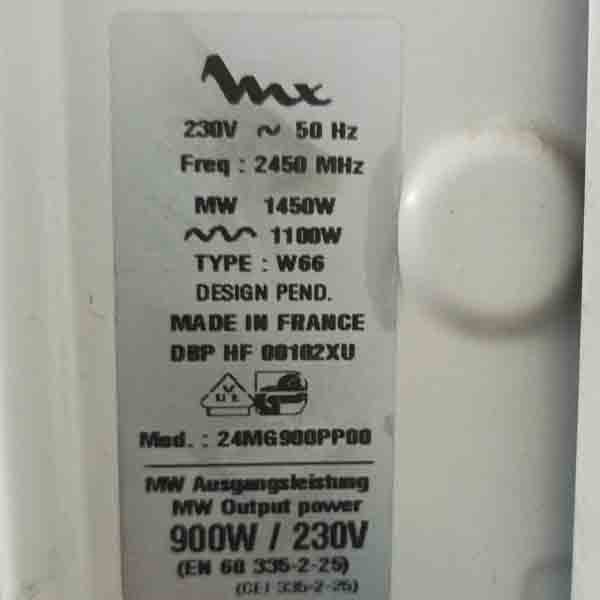 mx
230V ~ 50 Hz
Freq : 2450 MHz
MW 1450W
1100W
TYPE : W66
DESIGN PEND.
MADE IN FRANCE
DBP HF 00102XU
Mod. : 24MG900PP00
MW Ausgangsleistung
MW Output power
900W / 230V
(EN 60 335-2-25)
(CEI 335-2-25)